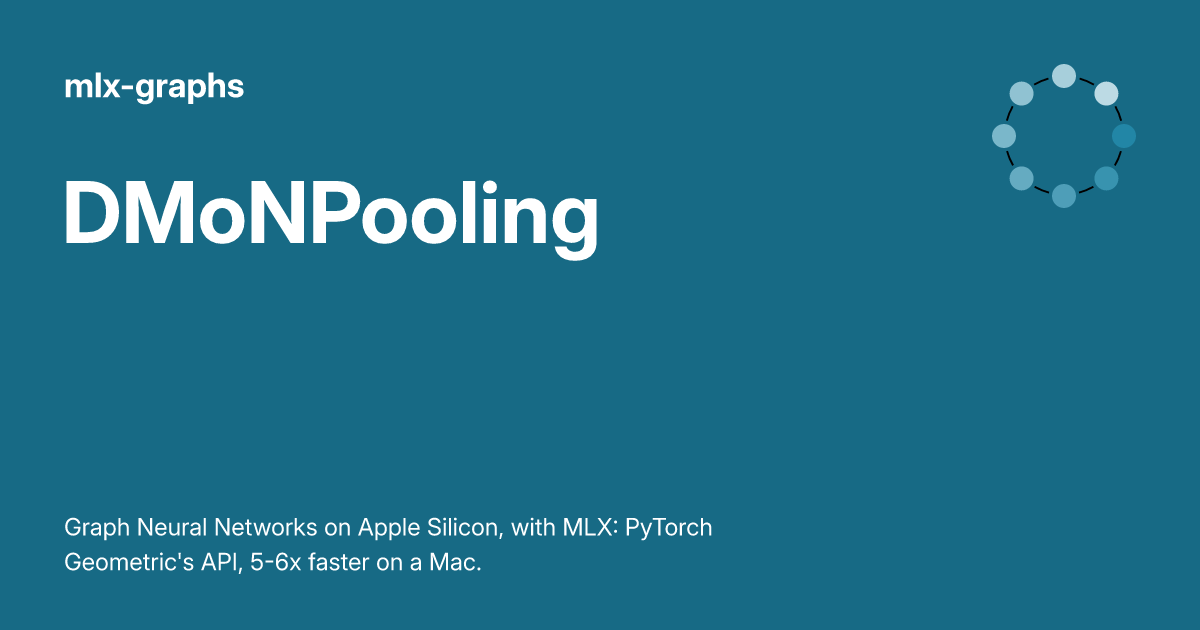 mlx-graphs
DMoNPooling
Graph Neural Networks on Apple Silicon, with MLX: PyTorch
Geometric's API, 5-6x faster on a Mac.